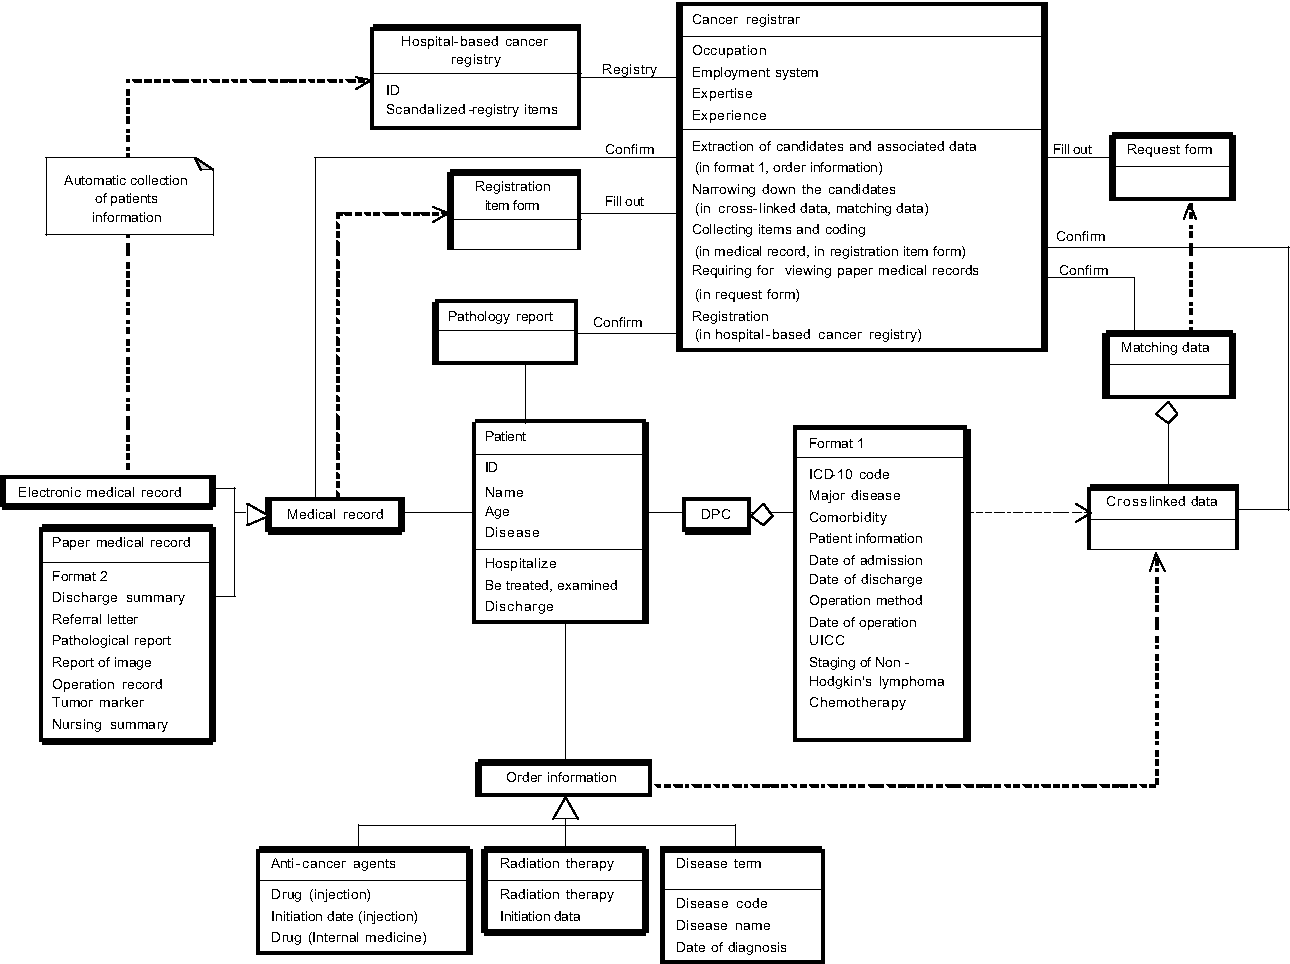 Hospital-based cancer
registry
ID
Scandalized-registry items
Registry
Cancer registrar
Occupation
Employment system
Expertise
Experience
Extraction of candidates and associated data
(in format 1, order information)
Narrowing down the candidates
(in cross-linked data, matching data)
Collecting items and coding
(in medical record, in registration item form)
Requiring for viewing paper medical records
(in request form)
Registration
(in hospital-based cancer registry)
Fill out
Request form
Confirm
Confirm
Matching data
Automatic collection
of patients
information
Confirm
Registration
item form
Fill out
Pathology report
Confirm
Electronic medical record
Paper medical record
Format 2
Discharge summary
Referral letter
Pathological report
Report of image
Operation record
Tumor marker
Nursing summary
Medical record
Patient
ID
Name
Age
Disease
Hospitalize
Be treated, examined
Discharge
DPC
Format 1
ICD-10 code
Major disease
Comorbidity
Patient information
Date of admission
Date of discharge
Operation method
Date of operation
UICC
Staging of Non -
Hodgkin's lymphoma
Chemotherapy
Crosslinked data
Order information
Anti-cancer agents
Drug (injection)
Initiation date (injection)
Drug (Internal medicine)
Radiation therapy
Radiation therapy
Initiation data
Disease term
Disease code
Disease name
Date of diagnosis